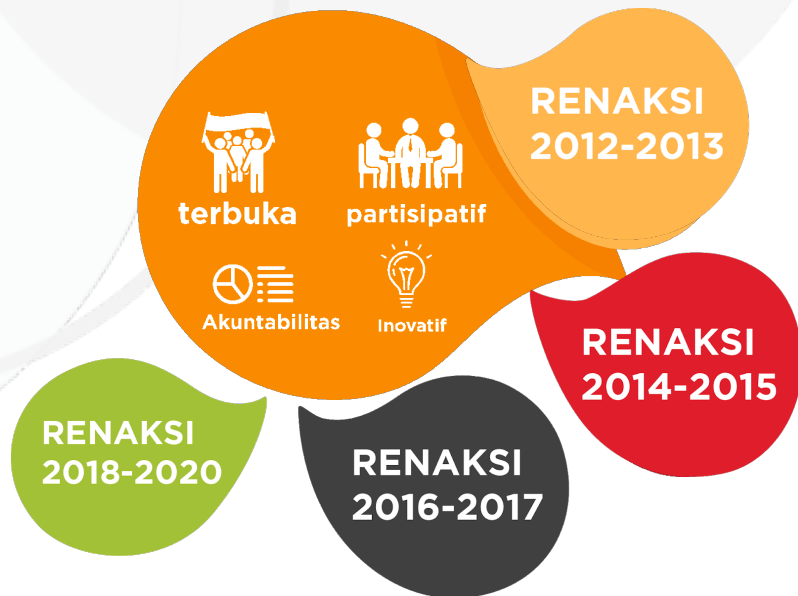 terbuka
partisipatif
Akuntabilitas
Inovatif
RENAKSI
2012-2013
RENAKSI
2014-2015
RENAKSI
2016-2017
RENAKSI
2018-2020